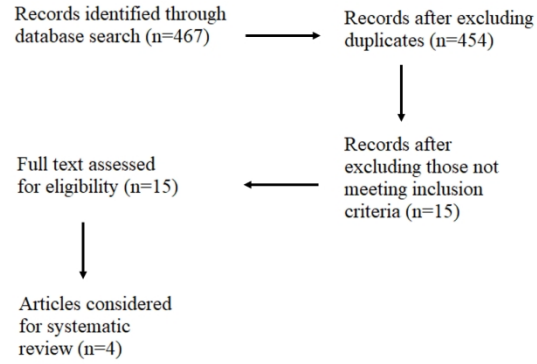 Records identified through
database search (n=467)
Records after excluding
duplicates (n=454)
Records after
excluding those not
meeting inclusion
criteria (n=15)
Full text assessed
for eligibility (n=15)
Articles considered
for systematic
review (n=4)